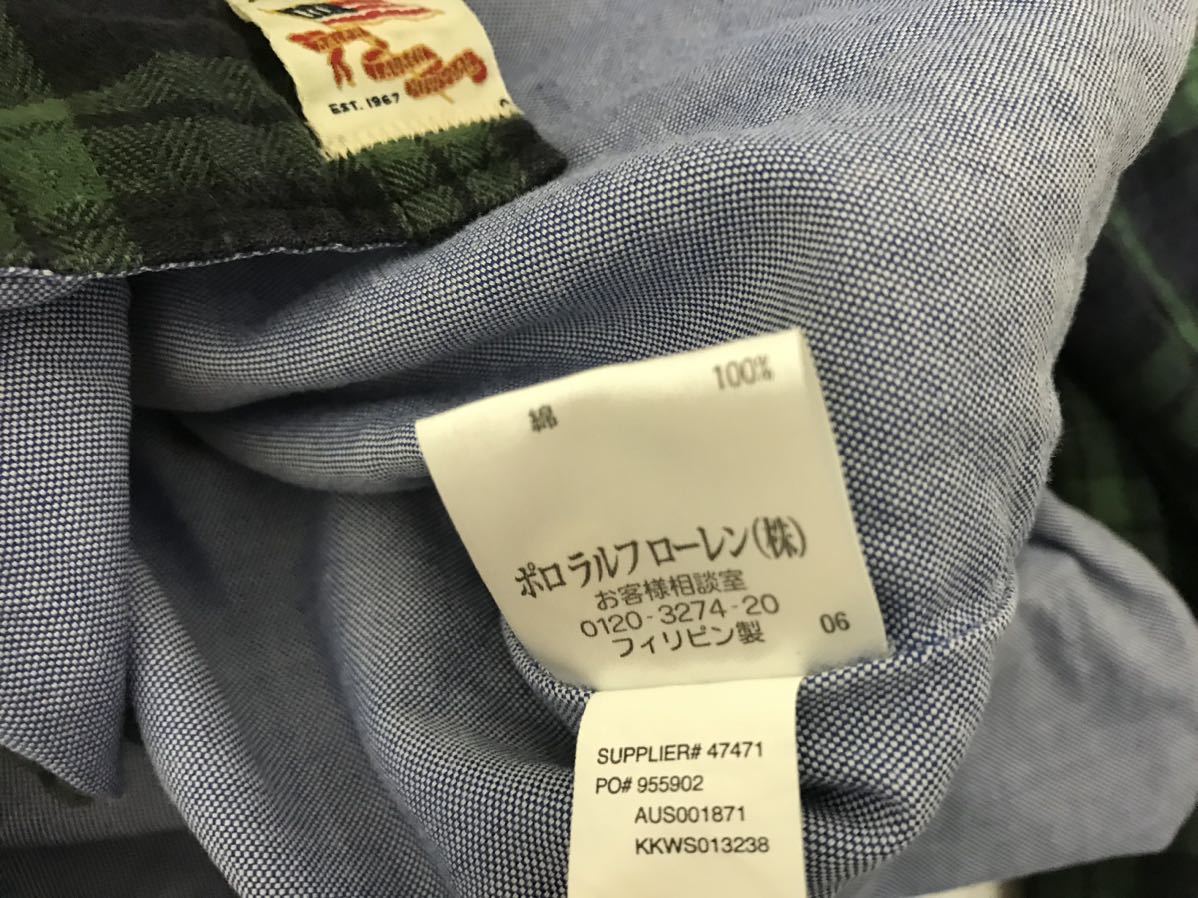 EST. 1967
綿 100%
ポロ ラルフ ローレン(株)
お客様相談室
0120-3274-20
フィリピン製 06
SUPPLIER# 47471
PO# 955902
AUS001871
KKWS013238